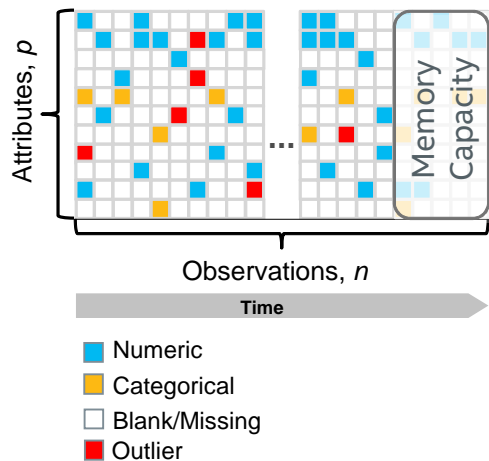 Attributes, p
Memory
Capacity
...
Observations, n
Time
Numeric
Categorical
Blank/Missing
Outlier